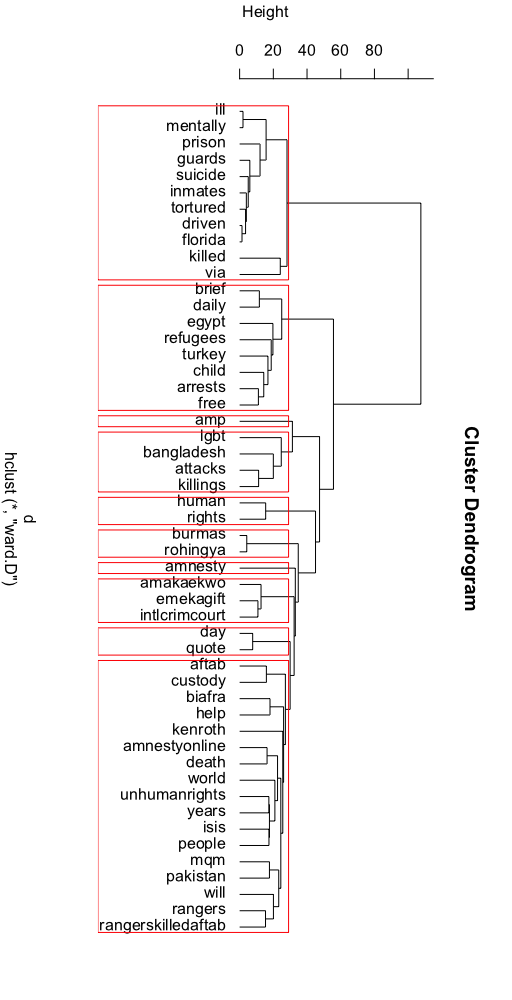 Height
0 20 40 60 80
ill
mentally
prison
guards
suicide
inmates
tortured
driven
florida
killed
via
brief
daily
egypt
refugees
turkey
child
arrests
free
amp
lgbt
bangladesh
attacks
killings
human
rights
burmas
rohingya
amnesty
amakaekwo
emekagift
intlcrimcourt
day
quote
aftab
custody
biafra
help
kenroth
amnestyonline
death
world
unhumanrights
years
isis
people
mqm
pakistan
will
rangers
rangerskilledaftab
Cluster Dendrogram
d
hclust (*, "ward.D")